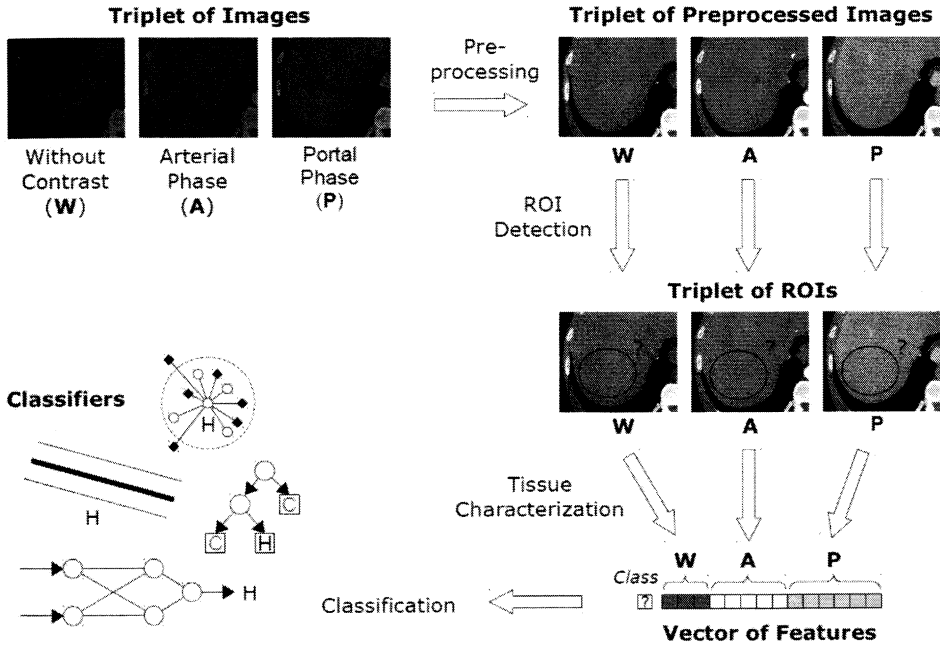 Triplet of Images
Without
Contrast
(W)
Arterial
Phase
(A)
Portal
Phase
(P)
Pre-
processing
Triplet of Preprocessed Images
W
A
P
ROI
Detection
Triplet of ROIs
?
?
?
W
A
P
Tissue
Characterization
W
A
P
Class
?
Vector of Features
Classification
Classifiers
H
H
C
C
H
H